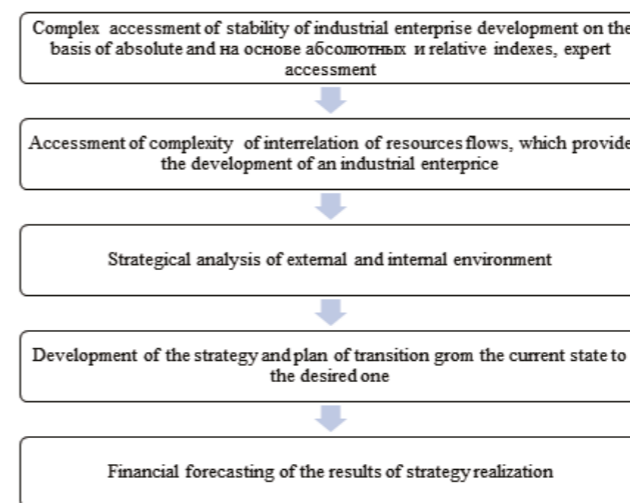 Complex accessment of stability of industrial enterprise development on the
basis of absolute and на основе абсолютных и relative indexes, expert
accessment
Assessment of complexity of interrelation of resources flows, which provide
the development of an industrial enterprice
Strategical analysis of external and internal environment
Development of the strategy and plan of transition grom the current state to
the desired one
Financial forecasting of the results of strategy realization